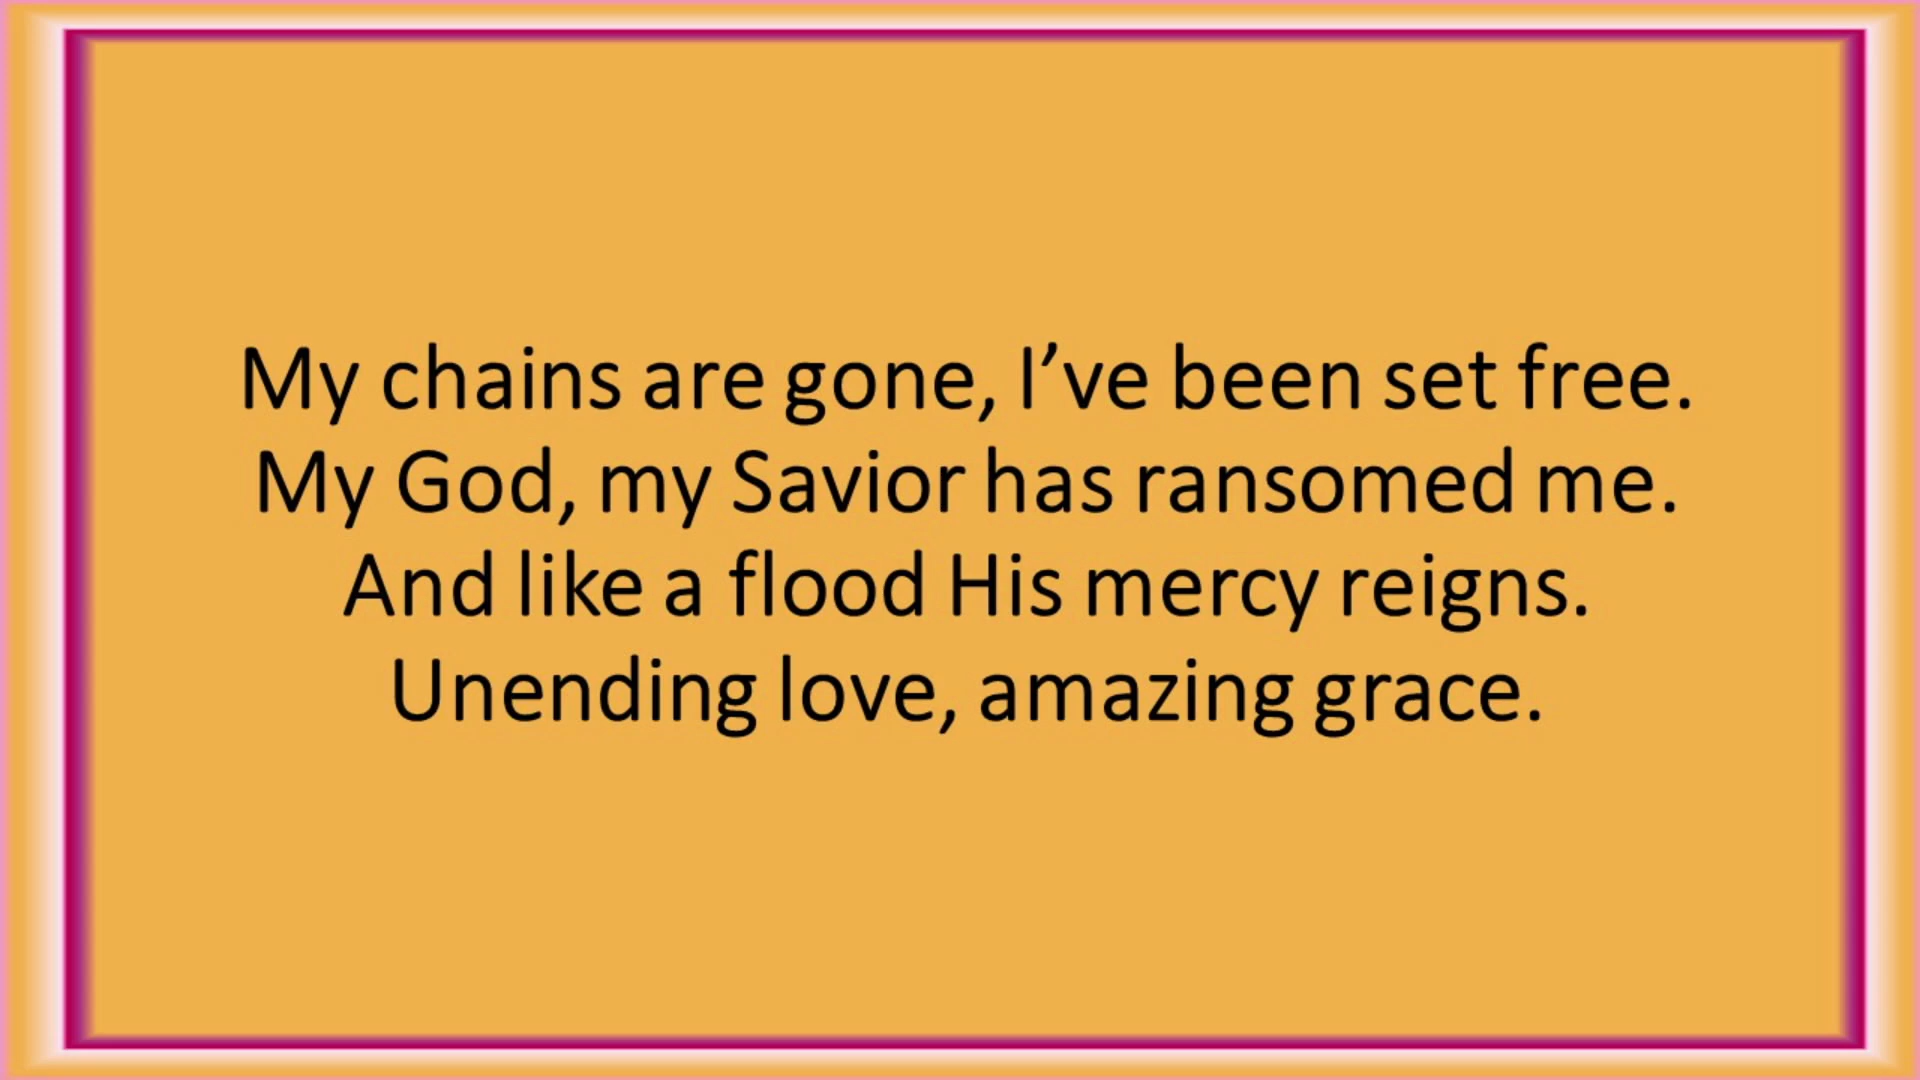 My chains are gone, I’ve been set free.
My God, my Savior has ransomed me.
And like a flood His mercy reigns.
Unending love, amazing grace.